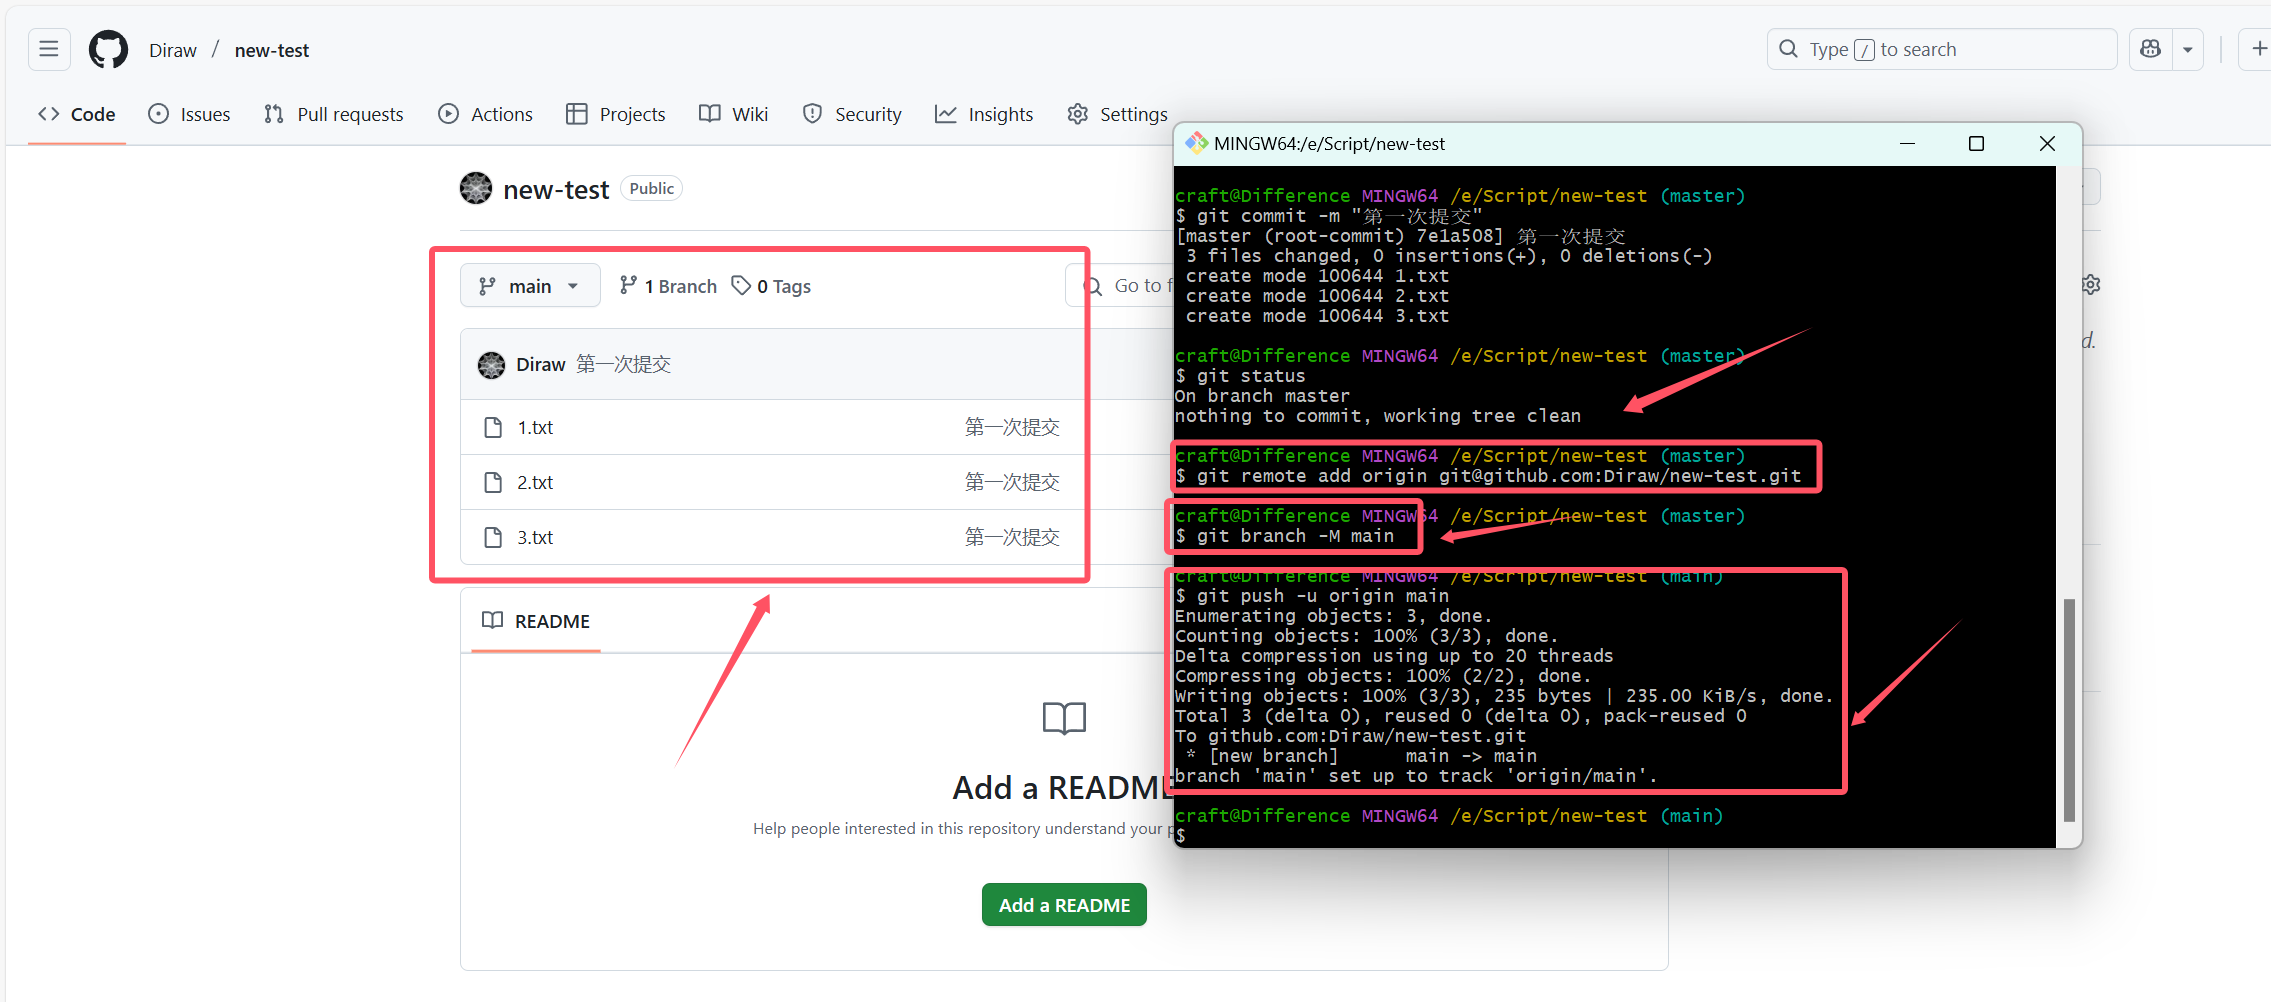 Diraw / new-test
Type / to search
Code Issues Pull requests Actions Projects Wiki Security Insights Settings
new-test Public
main 1 Branch 0 Tags Go to f
Diraw 第一次提交
1.txt 第一次提交
2.txt 第一次提交
3.txt 第一次提交
README
Add a README
Help people interested in this repository understand your p
Add a README
d.
MINGW64:/e/Script/new-test
craft@Difference MINGW64 /e/Script/new-test (master)
$ git commit -m "第一次提交"
[master (root-commit) 7e1a508] 第一次提交
3 files changed, 0 insertions(+), 0 deletions(-)
create mode 100644 1.txt
create mode 100644 2.txt
create mode 100644 3.txt
craft@Difference MINGW64 /e/Script/new-test (master)
$ git status
On branch master
nothing to commit, working tree clean
craft@Difference MINGW64 /e/Script/new-test (master)
$ git remote add origin git@github.com:Diraw/new-test.git
craft@Difference MINGW64 /e/Script/new-test (master)
$ git branch -M main
craft@Difference MINGW64 /e/Script/new-test (main)
$ git push -u origin main
Enumerating objects: 3, done.
Counting objects: 100% (3/3), done.
Delta compression using up to 20 threads
Compressing objects: 100% (2/2), done.
Writing objects: 100% (3/3), 235 bytes | 235.00 KiB/s, done.
Total 3 (delta 0), reused 0 (delta 0), pack-reused 0
To github.com:Diraw/new-test.git
* [new branch] main -> main
branch 'main' set up to track 'origin/main'.
craft@Difference MINGW64 /e/Script/new-test (main)
$